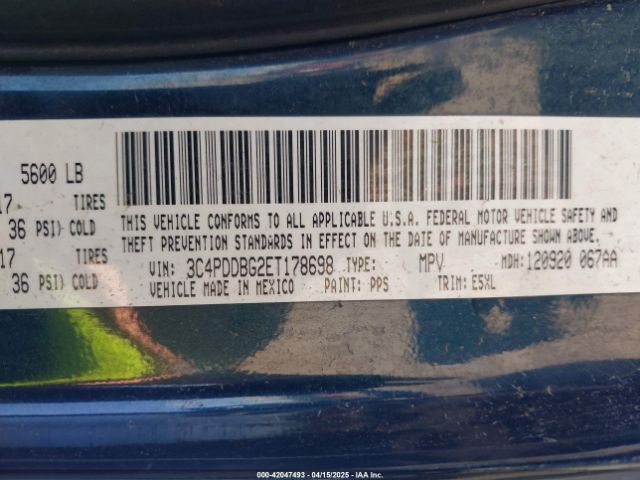 5600 LB
17 TIRES
36 PSI) COLD
17 TIRES
36 PSI) COLD
THIS VEHICLE CONFORMS TO ALL APPLICABLE U.S.A. FEDERAL MOTOR VEHICLE SAFETY AND
THEFT PREVENTION STANDARDS IN EFFECT ON THE DATE OF MANUFACTURE SHOWN ABOVE.
VIN: 3C4PDDBG2ET178698 TYPE: MPV MDH: 120920 067AA
VEHICLE MADE IN MEXICO PAINT: PPS TRIM: E5XL
000-42047493 - 04/15/2025 - © IAA, Inc.